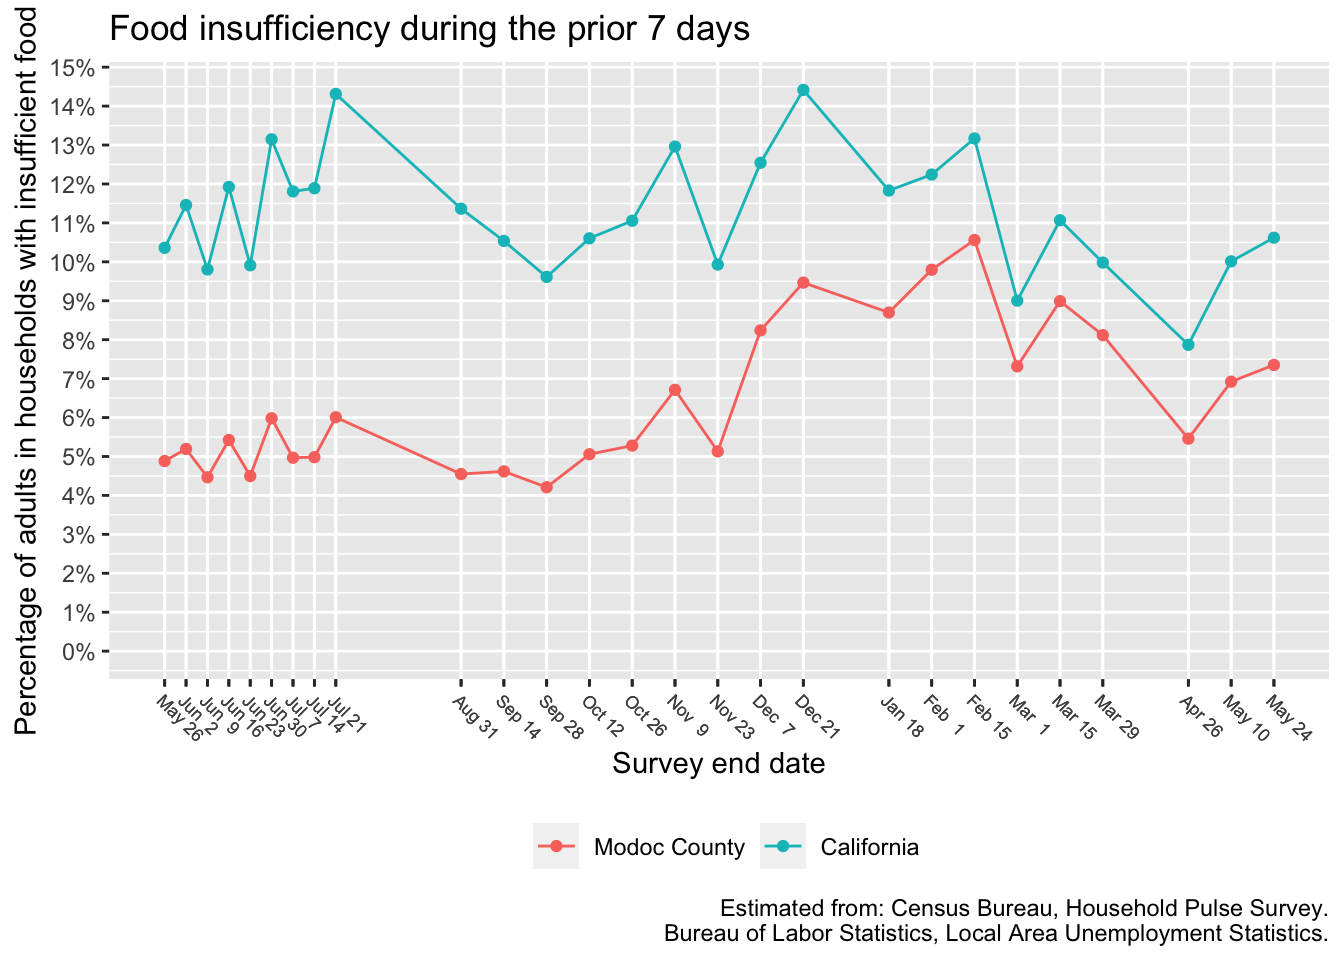 Food insufficiency during the prior 7 days
Percentage of adults in households with insufficient food
15%
14%
13%
12%
11%
10%
9%
8%
7%
6%
5%
4%
3%
2%
1%
0%
May 26
Jun 2
Jun 9
Jun 16
Jun 23
Jun 30
Jul 7
Jul 14
Jul 21
Aug 31
Sep 14
Sep 28
Oct 12
Oct 26
Nov 9
Nov 23
Dec 7
Dec 21
Jan 18
Feb 1
Feb 15
Mar 1
Mar 15
Mar 29
Apr 26
May 10
May 24
Survey end date
Modoc County
California
Estimated from: Census Bureau, Household Pulse Survey.
Bureau of Labor Statistics, Local Area Unemployment Statistics.